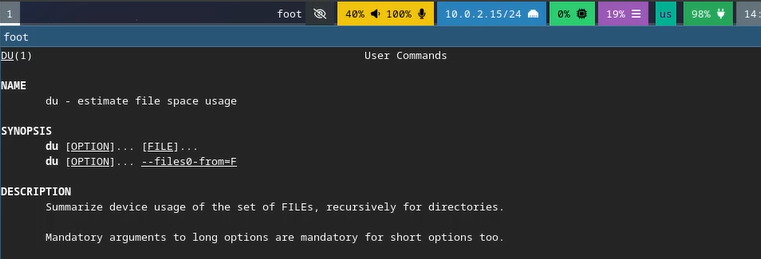 1 foot 40% 100% 10.0.2.15/24 0% 19% us 98% 14:
foot
DU(1) User Commands
NAME
du - estimate file space usage
SYNOPSIS
du [OPTION]... [FILE]...
du [OPTION]... --files0-from=F
DESCRIPTION
Summarize device usage of the set of FILEs, recursively for directories.
Mandatory arguments to long options are mandatory for short options too.